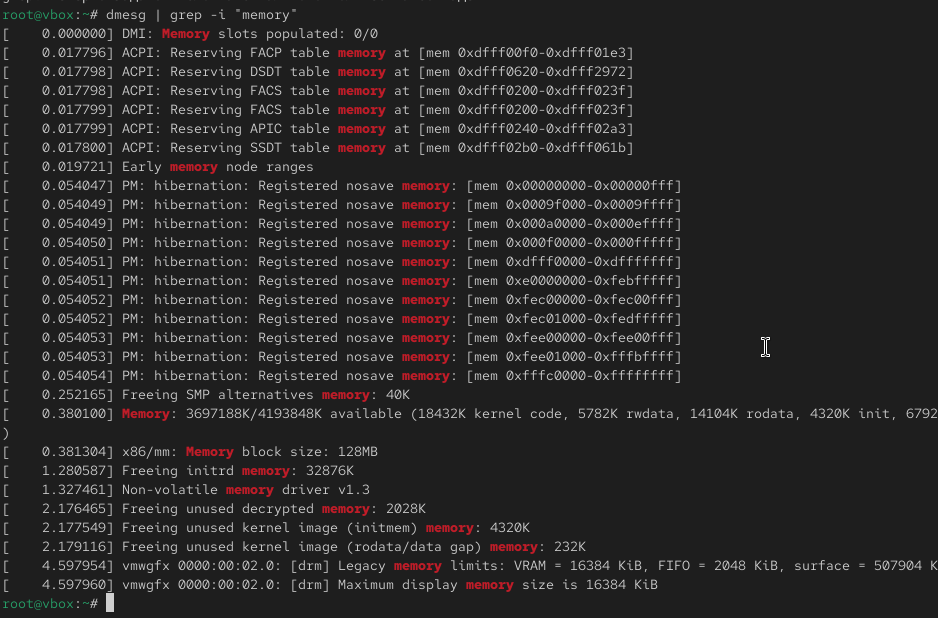 root@vbox:~# dmesg | grep -i "memory"
[    0.000000] DMI: Memory slots populated: 0/0
[    0.017796] ACPI: Reserving FACP table memory at [mem 0xdfff00f0-0xdfff01e3]
[    0.017798] ACPI: Reserving DSDT table memory at [mem 0xdfff0620-0xdfff2972]
[    0.017798] ACPI: Reserving FACS table memory at [mem 0xdfff0200-0xdfff023f]
[    0.017799] ACPI: Reserving FACS table memory at [mem 0xdfff0200-0xdfff023f]
[    0.017799] ACPI: Reserving APIC table memory at [mem 0xdfff0240-0xdfff02a3]
[    0.017800] ACPI: Reserving SSDT table memory at [mem 0xdfff02b0-0xdfff061b]
[    0.019721] Early memory node ranges
[    0.054047] PM: hibernation: Registered nosave memory: [mem 0x00000000-0x00000fff]
[    0.054049] PM: hibernation: Registered nosave memory: [mem 0x0009f000-0x0009ffff]
[    0.054049] PM: hibernation: Registered nosave memory: [mem 0x000a0000-0x000effff]
[    0.054050] PM: hibernation: Registered nosave memory: [mem 0x000f0000-0x000fffff]
[    0.054051] PM: hibernation: Registered nosave memory: [mem 0xdfff0000-0xdfffffff]
[    0.054051] PM: hibernation: Registered nosave memory: [mem 0xe0000000-0xfebfffff]
[    0.054052] PM: hibernation: Registered nosave memory: [mem 0xfec00000-0xfec00fff]
[    0.054052] PM: hibernation: Registered nosave memory: [mem 0xfec01000-0xfedfffff]
[    0.054053] PM: hibernation: Registered nosave memory: [mem 0xfee00000-0xfee00fff]
[    0.054053] PM: hibernation: Registered nosave memory: [mem 0xfee01000-0xfffbffff]
[    0.054054] PM: hibernation: Registered nosave memory: [mem 0xfffc0000-0xffffffff]
[    0.252165] Freeing SMP alternatives memory: 40K
[    0.380100] Memory: 3697188K/4193848K available (18432K kernel code, 5782K rwdata, 14104K rodata, 4320K init, 6792
)
[    0.381304] x86/mm: Memory block size: 128MB
[    1.280587] Freeing initrd memory: 32876K
[    1.327461] Non-volatile memory driver v1.3
[    2.176465] Freeing unused decrypted memory: 2028K
[    2.177549] Freeing unused kernel image (initmem) memory: 4320K
[    2.179116] Freeing unused kernel image (rodata/data gap) memory: 232K
[    4.597954] vmwgfx 0000:00:02.0: [drm] Legacy memory limits: VRAM = 16384 KiB, FIFO = 2048 KiB, surface = 507904 K
[    4.597960] vmwgfx 0000:00:02.0: [drm] Maximum display memory size is 16384 KiB
root@vbox:~#